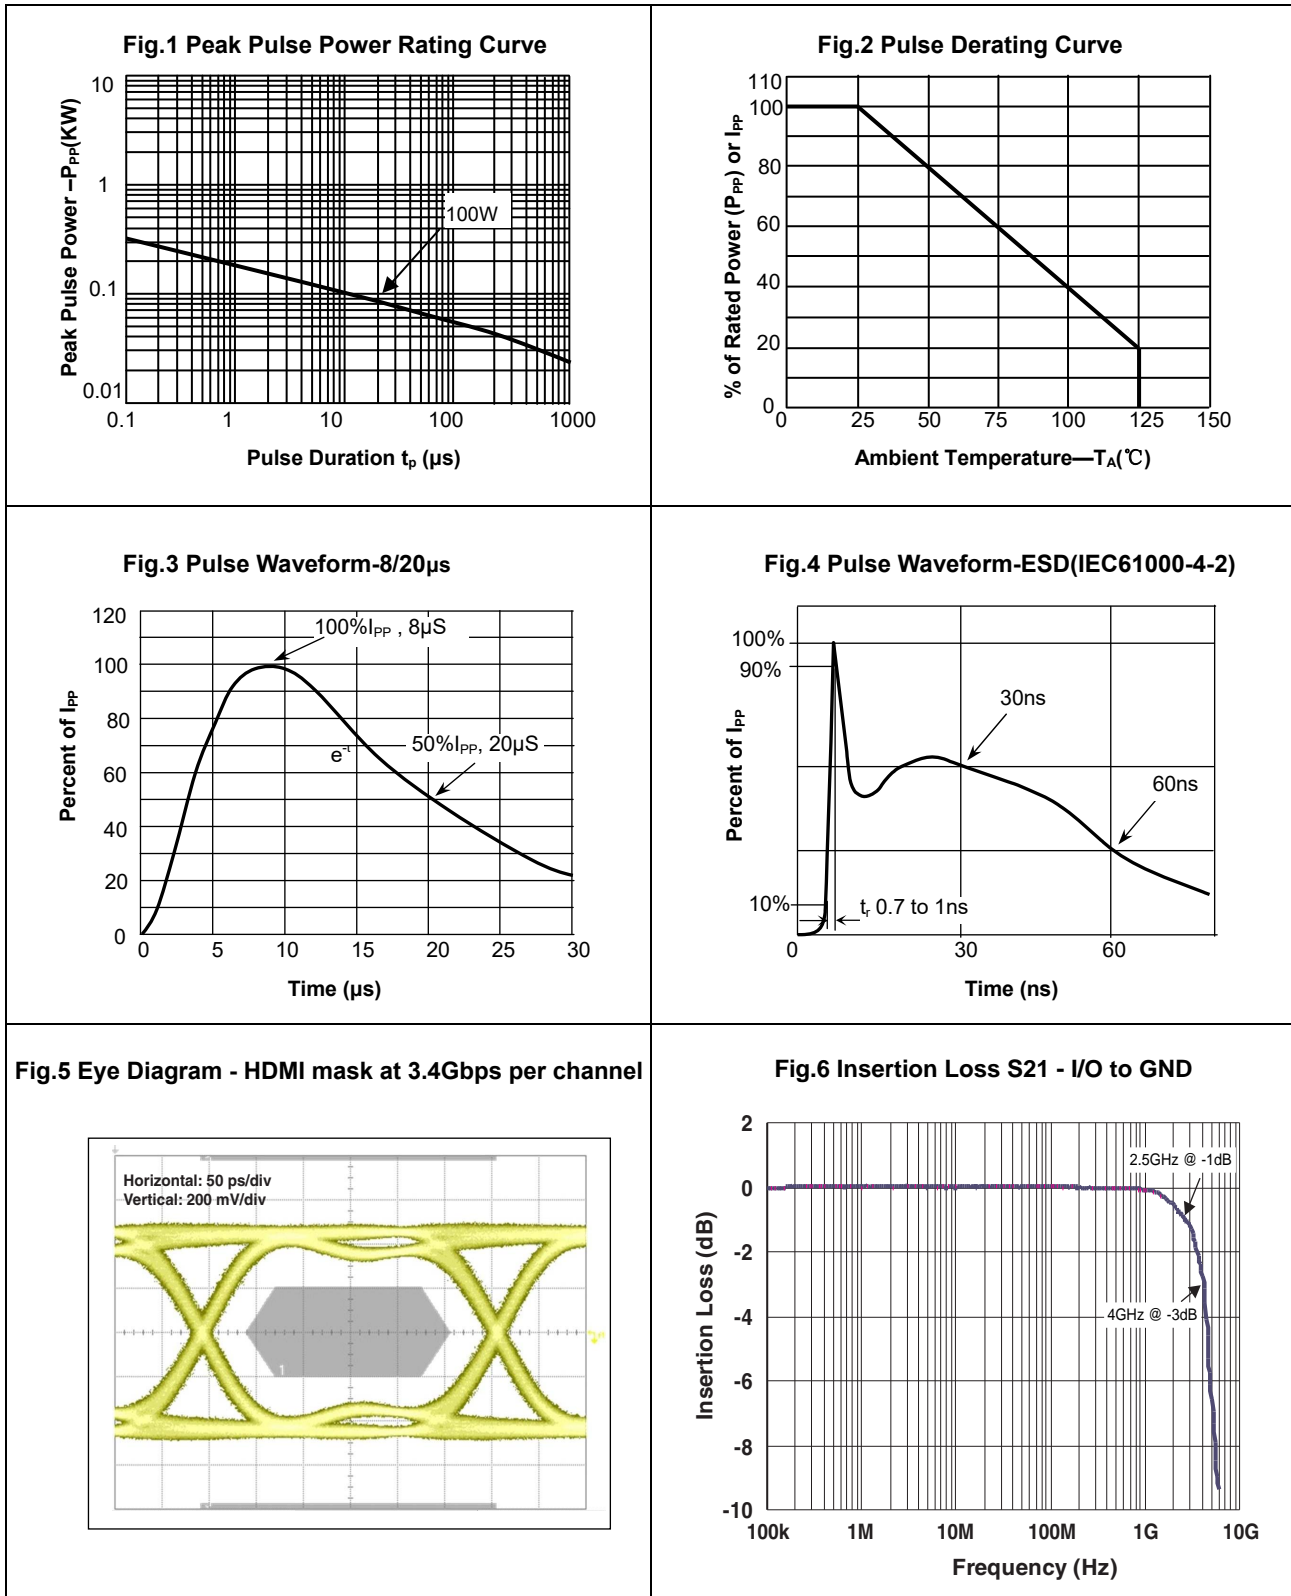 Fig.1 Peak Pulse Power Rating Curve
Peak Pulse Power –PPP(KW)
10
1
0.1
0.01
100W
0.1 1 10 100 1000
Pulse Duration tp (µs)
Fig.2 Pulse Derating Curve
% of Rated Power (PPP) or IPP
110
100
80
60
40
20
0
0 25 50 75 100 125 150
Ambient Temperature—TA(℃)
Fig.3 Pulse Waveform-8/20µs
Percent of IPP
120
100
80
60
40
20
0
100%IPP , 8µS
e-t
50%IPP, 20µS
0 5 10 15 20 25 30
Time (µs)
Fig.4 Pulse Waveform-ESD(IEC61000-4-2)
Percent of IPP
100%
90%
10%
30ns
60ns
tr 0.7 to 1ns
0 30 60
Time (ns)
Fig.5 Eye Diagram - HDMI mask at 3.4Gbps per channel
Horizontal: 50 ps/div
Vertical: 200 mV/div
1
Fig.6 Insertion Loss S21 - I/O to GND
Insertion Loss (dB)
2
0
-2
-4
-6
-8
-10
2.5GHz @ -1dB
4GHz @ -3dB
100k 1M 10M 100M 1G 10G
Frequency (Hz)